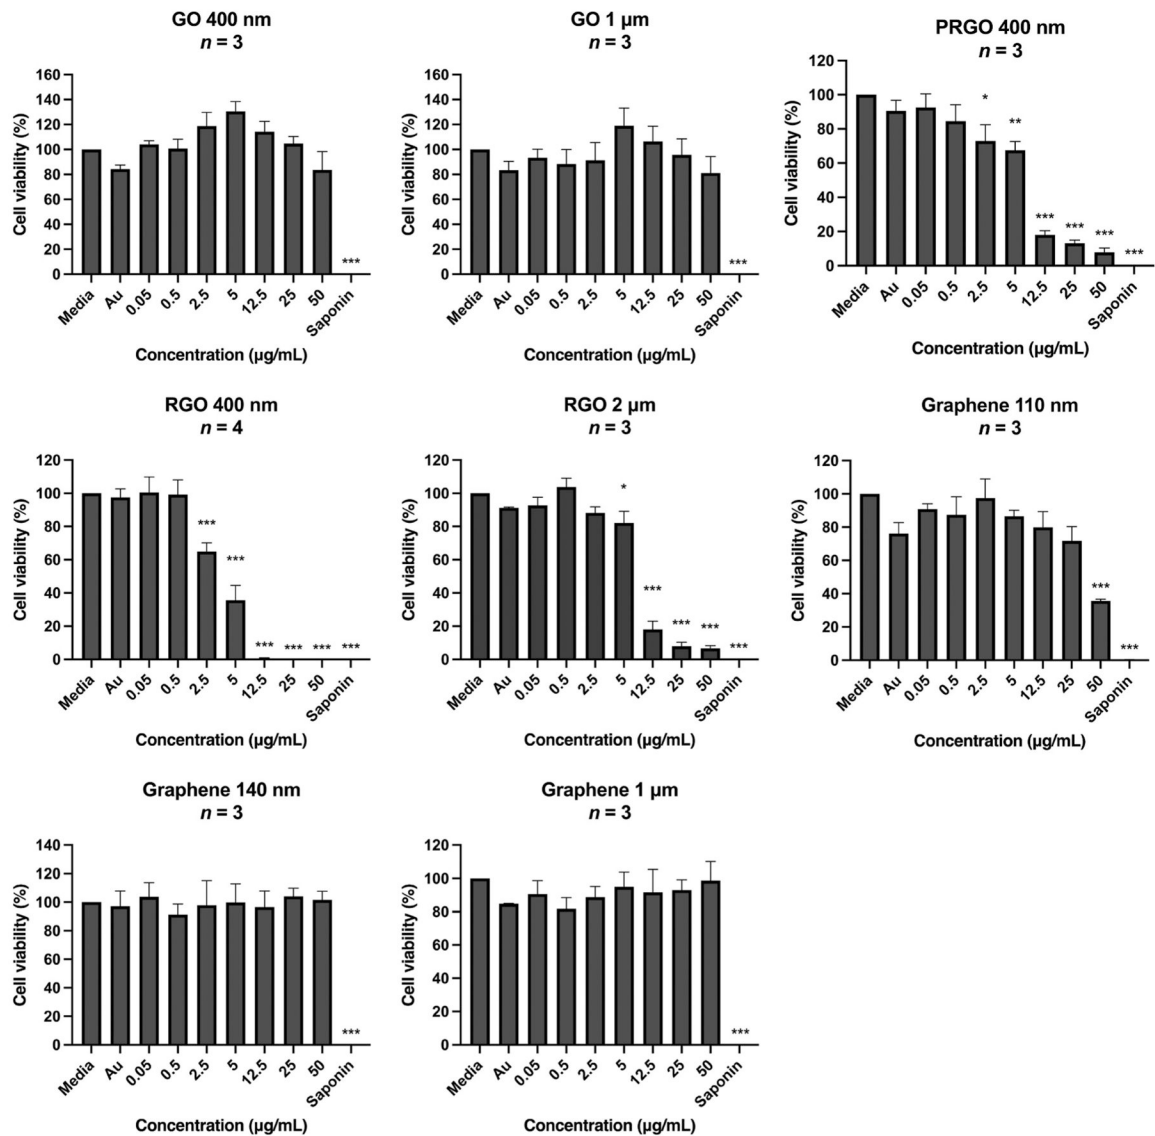 GO 400 nm
n = 3
Cell viability (%)
160
140
120
100
80
60
40
20
0
***
Media
Au
0.05
0.5
2.5
5
12.5
25
50
Saponin
Concentration (µg/mL)
GO 1 µm
n = 3
Cell viability (%)
160
140
120
100
80
60
40
20
0
***
Media
Au
0.05
0.5
2.5
5
12.5
25
50
Saponin
Concentration (µg/mL)
PRGO 400 nm
n = 3
Cell viability (%)
120
100
80
60
40
20
0
*
**
***
***
***
***
Media
Au
0.05
0.5
2.5
5
12.5
25
50
Saponin
Concentration (µg/mL)
RGO 400 nm
n = 4
Cell viability (%)
120
100
80
60
40
20
0
***
***
***
***
***
***
Media
Au
0.05
0.5
2.5
5
12.5
25
50
Saponin
Concentration (µg/mL)
RGO 2 µm
n = 3
Cell viability (%)
120
100
80
60
40
20
0
*
***
***
***
***
Media
Au
0.05
0.5
2.5
5
12.5
25
50
Saponin
Concentration (µg/mL)
Graphene 110 nm
n = 3
Cell viability (%)
120
100
80
60
40
20
0
***
***
Media
Au
0.05
0.5
2.5
5
12.5
25
50
Saponin
Concentration (µg/mL)
Graphene 140 nm
n = 3
Cell viability (%)
140
120
100
80
60
40
20
0
***
Media
Au
0.05
0.5
2.5
5
12.5
25
50
Saponin
Concentration (µg/mL)
Graphene 1 µm
n = 3
Cell viability (%)
120
100
80
60
40
20
0
***
Media
Au
0.05
0.5
2.5
5
12.5
25
50
Saponin
Concentration (µg/mL)